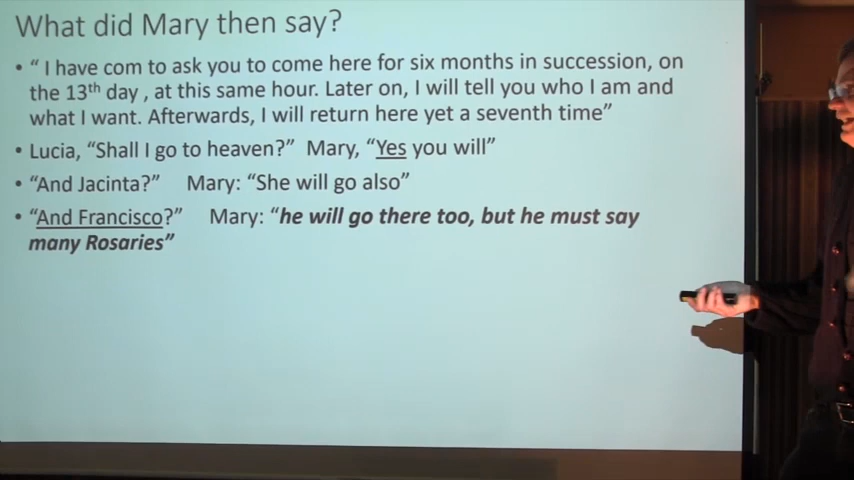 What did Mary then say?
• “ I have com to ask you to come here for six months in succession, on
the 13th day , at this same hour. Later on, I will tell you who I am and
what I want. Afterwards, I will return here yet a seventh time”
• Lucia, “Shall I go to heaven?” Mary, “Yes you will”
• “And Jacinta?” Mary: “She will go also”
• “And Francisco?” Mary: “he will go there too, but he must say
many Rosaries”